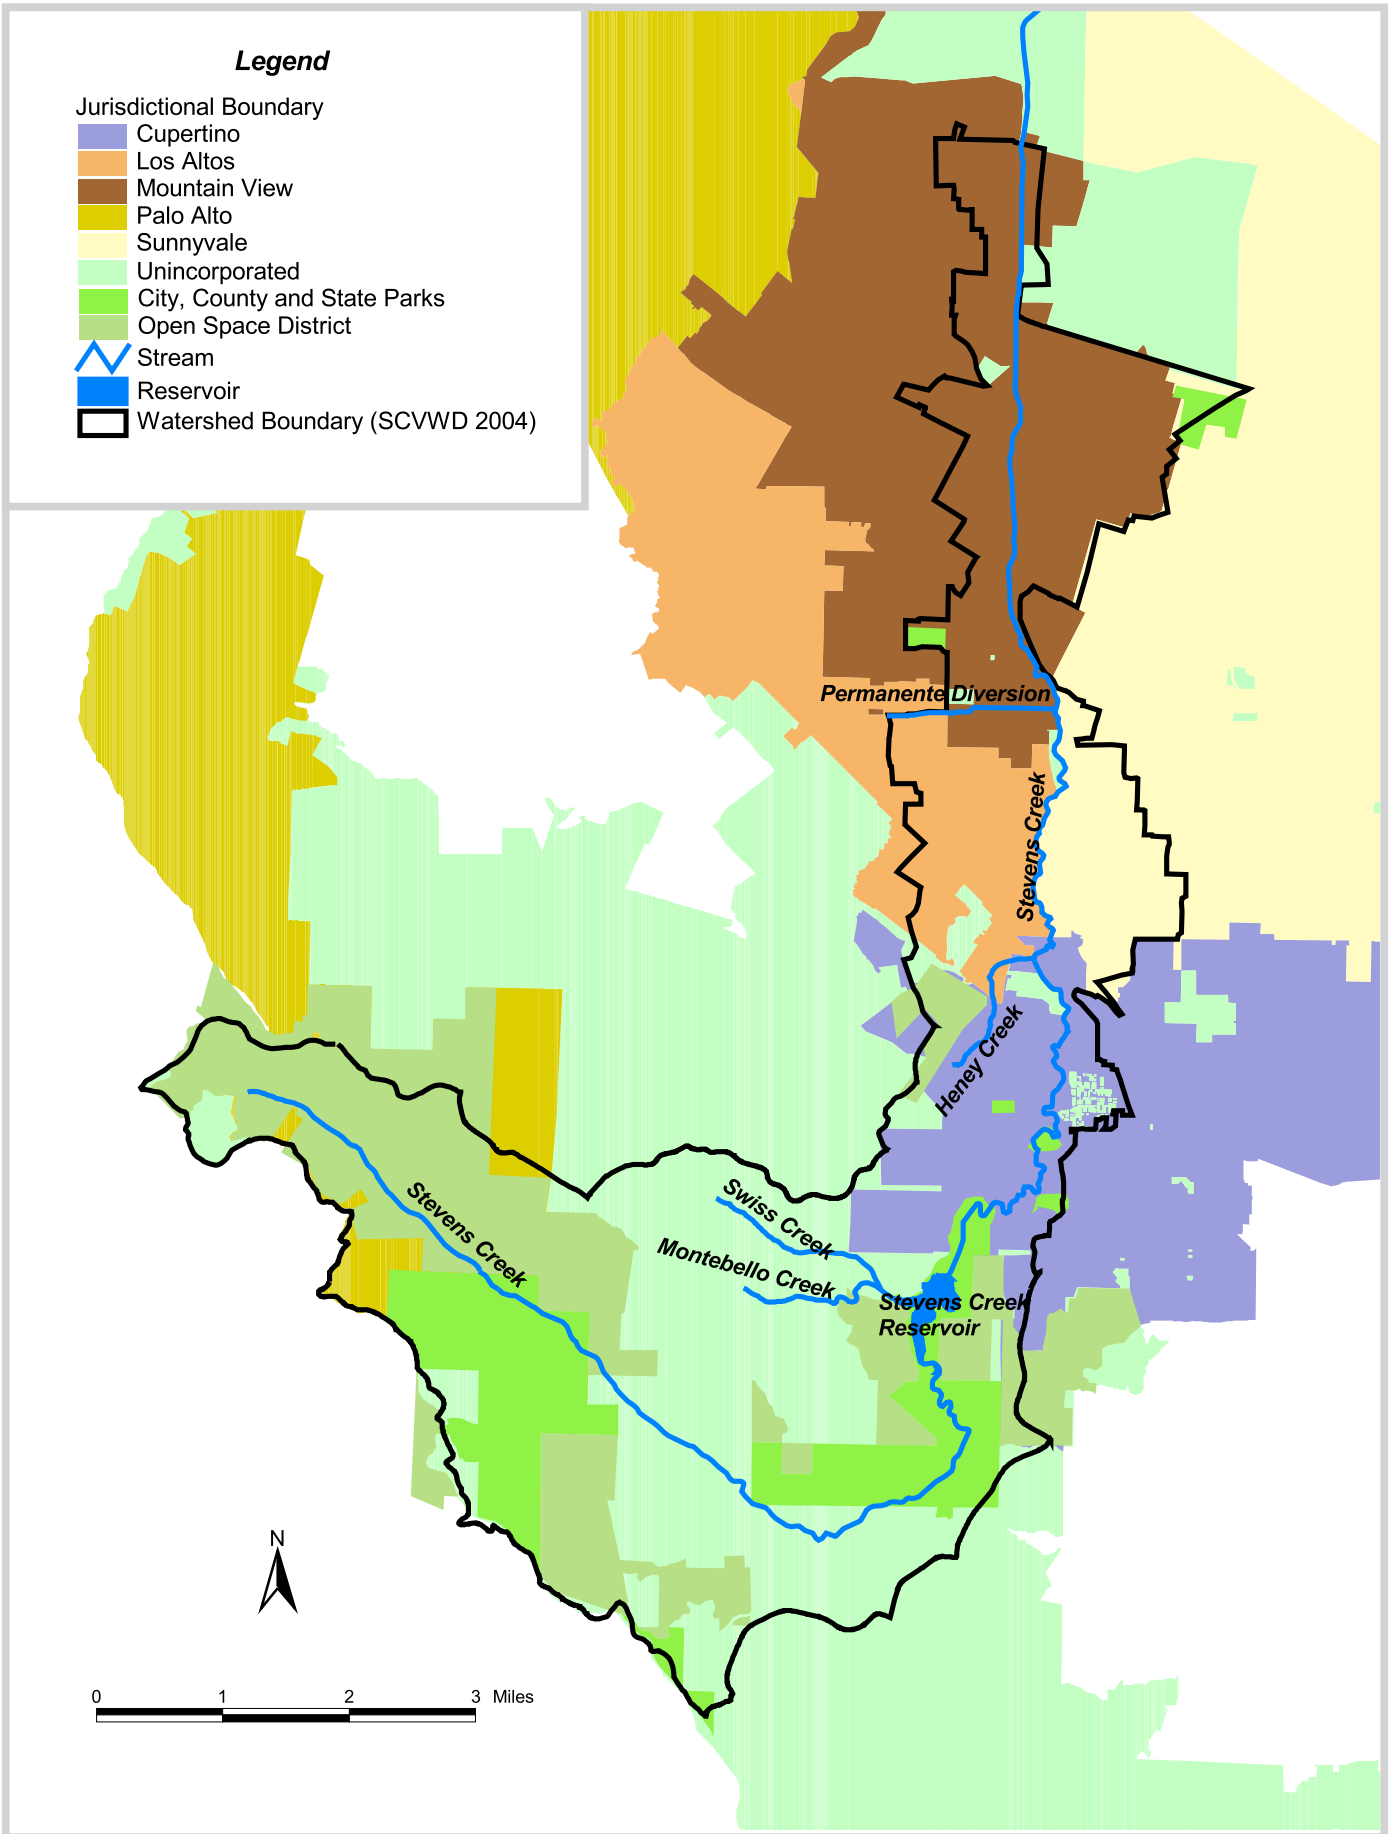 Legend
Jurisdictional Boundary
Cupertino
Los Altos
Mountain View
Palo Alto
Sunnyvale
Unincorporated
City, County and State Parks
Open Space District
Stream
Reservoir
Watershed Boundary (SCVWD 2004)
Permanente Diversion
Stevens Creek
Heney Creek
Swiss Creek
Stevens Creek
Montebello Creek
Stevens Creek
Reservoir
N
0 1 2 3 Miles